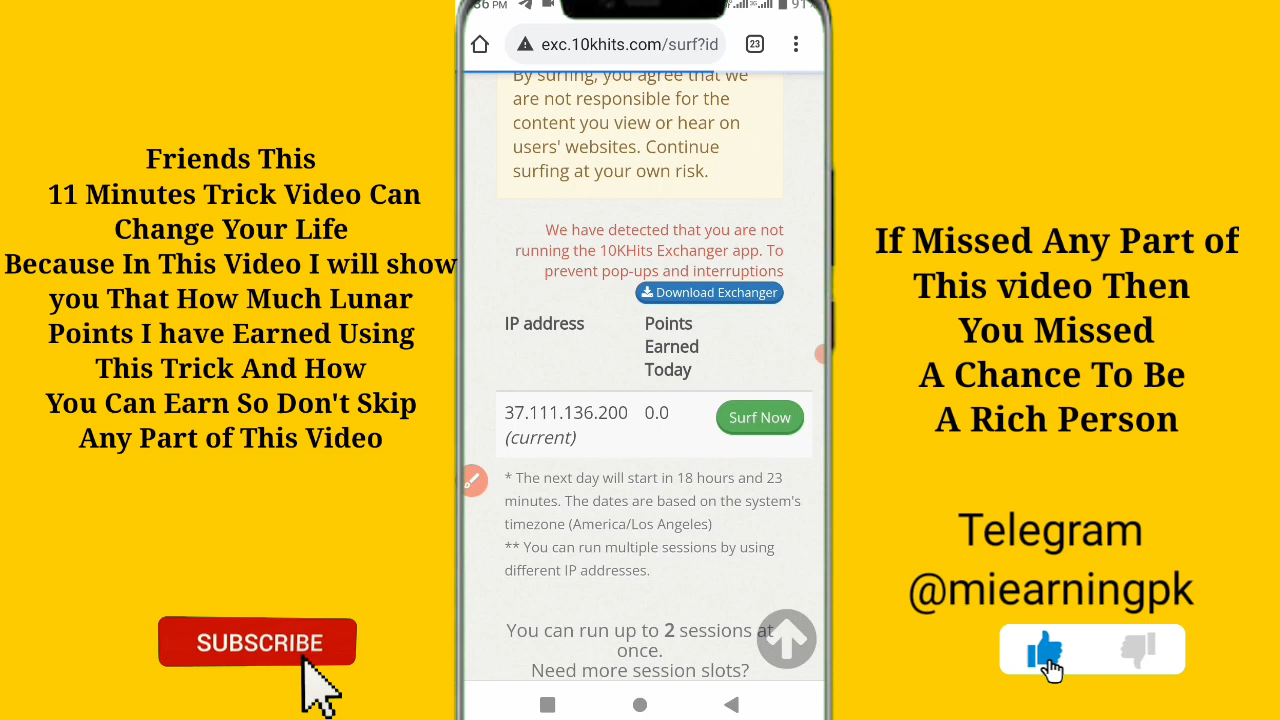 Friends This
11 Minutes Trick Video Can
Change Your Life
Because In This Video I will show
you That How Much Lunar
Points I have Earned Using
This Trick And How
You Can Earn So Don't Skip
Any Part of This Video
SUBSCRIBE
36 PM
91%
exc.10khits.com/surf?id
23
By surfing, you agree that we
are not responsible for the
content you view or hear on
users' websites. Continue
surfing at your own risk.
We have detected that you are not
running the 10KHits Exchanger app. To
prevent pop-ups and interruptions
Download Exchanger
IP address
Points
Earned
Today
37.111.136.200
(current)
0.0
Surf Now
* The next day will start in 18 hours and 23
minutes. The dates are based on the system's
timezone (America/Los Angeles)
** You can run multiple sessions by using
different IP addresses.
You can run up to 2 sessions at
once.
Need more session slots?
If Missed Any Part of
This video Then
You Missed
A Chance To Be
A Rich Person
Telegram
@miearningpk